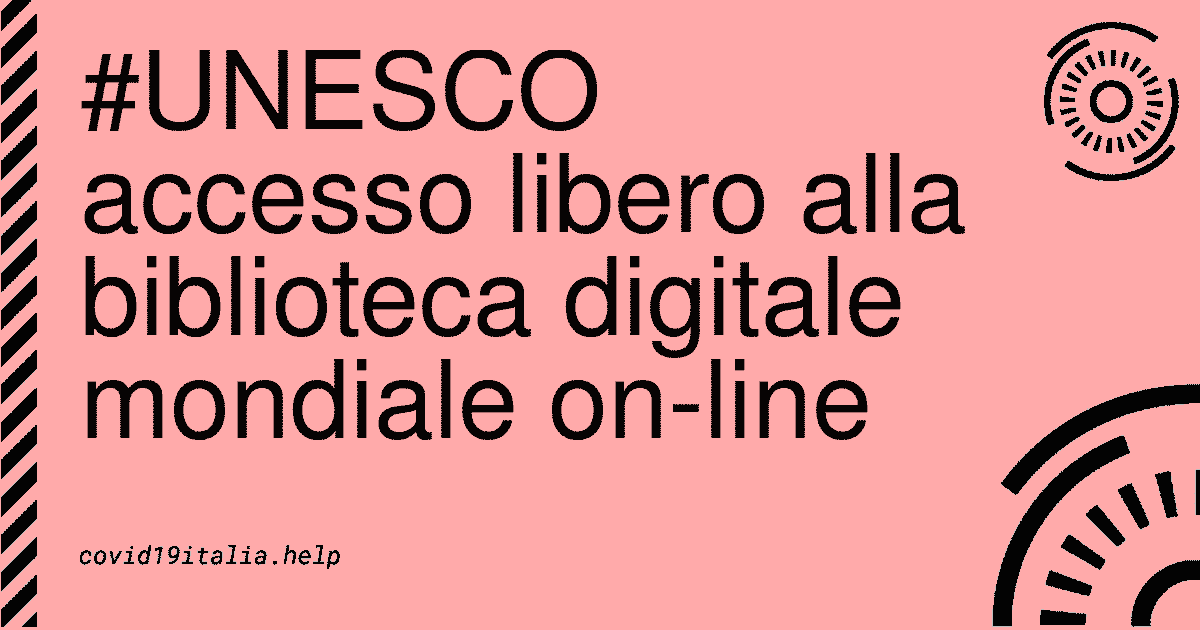 #UNESCO
accesso libero alla
biblioteca digitale
mondiale on-line
covid19italia.help